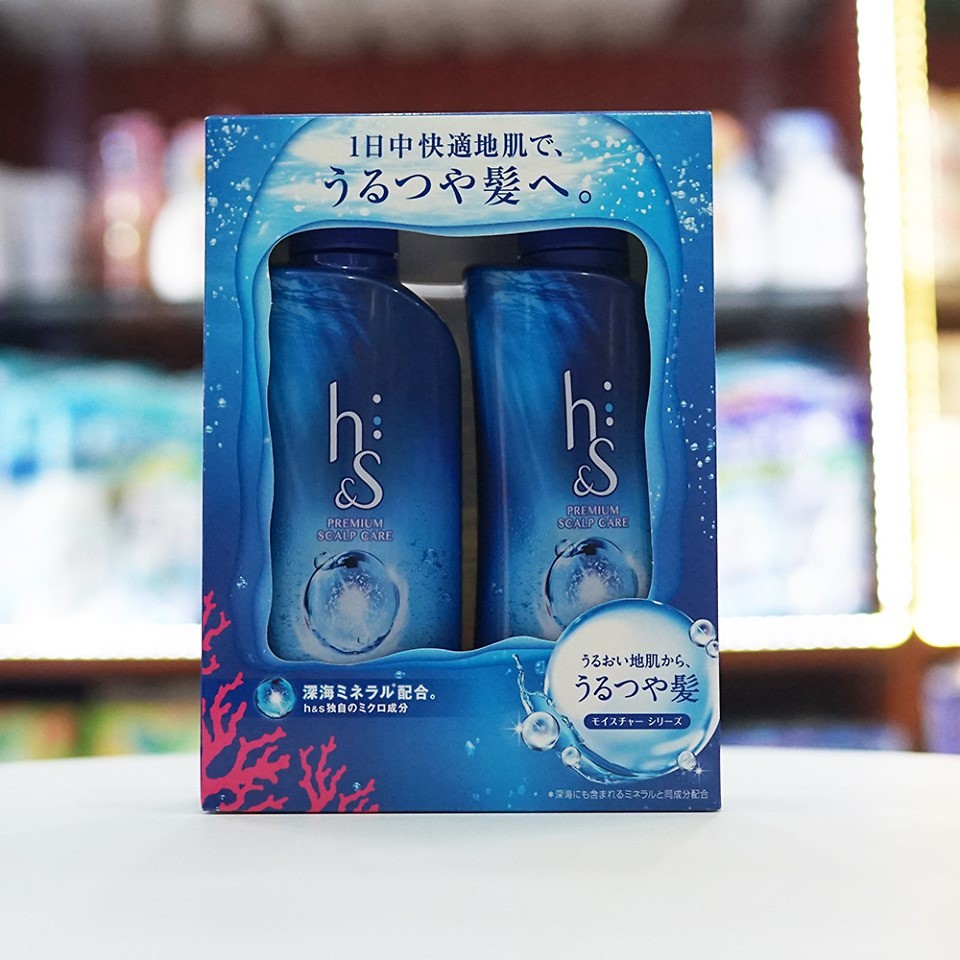 1日中快適地肌で、
うるつや髪へ。
h
&S
PREMIUM
SCALP CARE
h
&S
PREMIUM
SCALP CARE
深海ミネラル*配合。
h&s独自のミクロ成分
うるおい地肌から、
うるつや髪
モイスチャー シリーズ
*深海にも含まれるミネラルと同成分配合